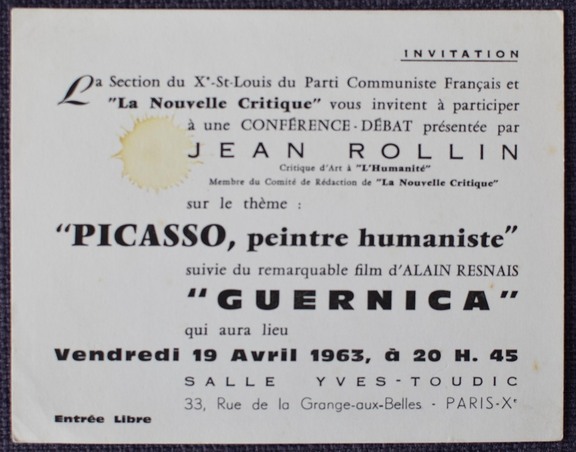 INVITATION
La Section du Xᵉ-St-Louis du Parti Communiste Français et
"La Nouvelle Critique" vous invitent à participer
à une CONFÉRENCE-DÉBAT présentée par
JEAN ROLLIN
Critique d'Art à "L'Humanité"
Membre du Comité de Rédaction de "La Nouvelle Critique"
sur le thème :
"PICASSO, peintre humaniste"
suivie du remarquable film d'ALAIN RESNAIS
"GUERNICA"
qui aura lieu
Vendredi 19 Avril 1963, à 20 H. 45
SALLE YVES-TOUDIC
33, Rue de la Grange-aux-Belles - PARIS-Xᵉ
Entrée Libre